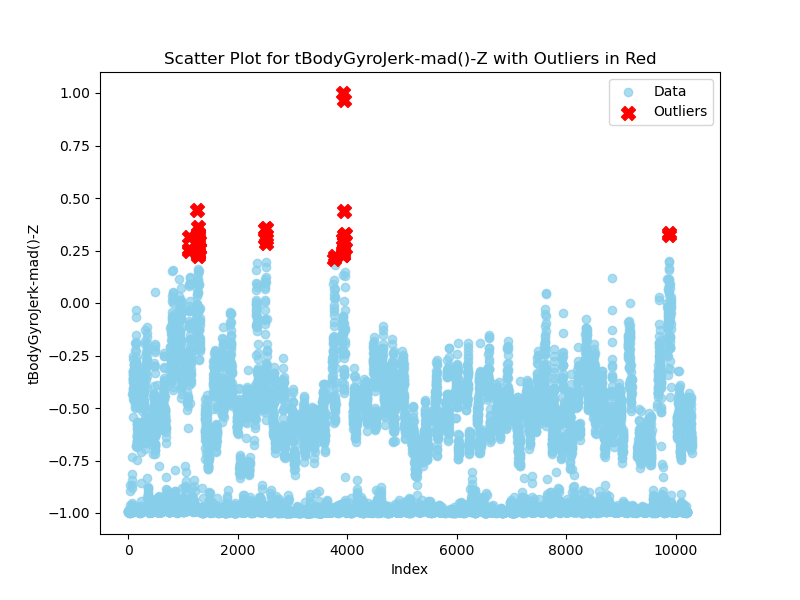 Scatter Plot for tBodyGyroJerk-mad()-Z with Outliers in Red
Data
Outliers
tBodyGyroJerk-mad()-Z
1.00
0.75
0.50
0.25
0.00
−0.25
−0.50
−0.75
−1.00
0 2000 4000 6000 8000 10000
Index